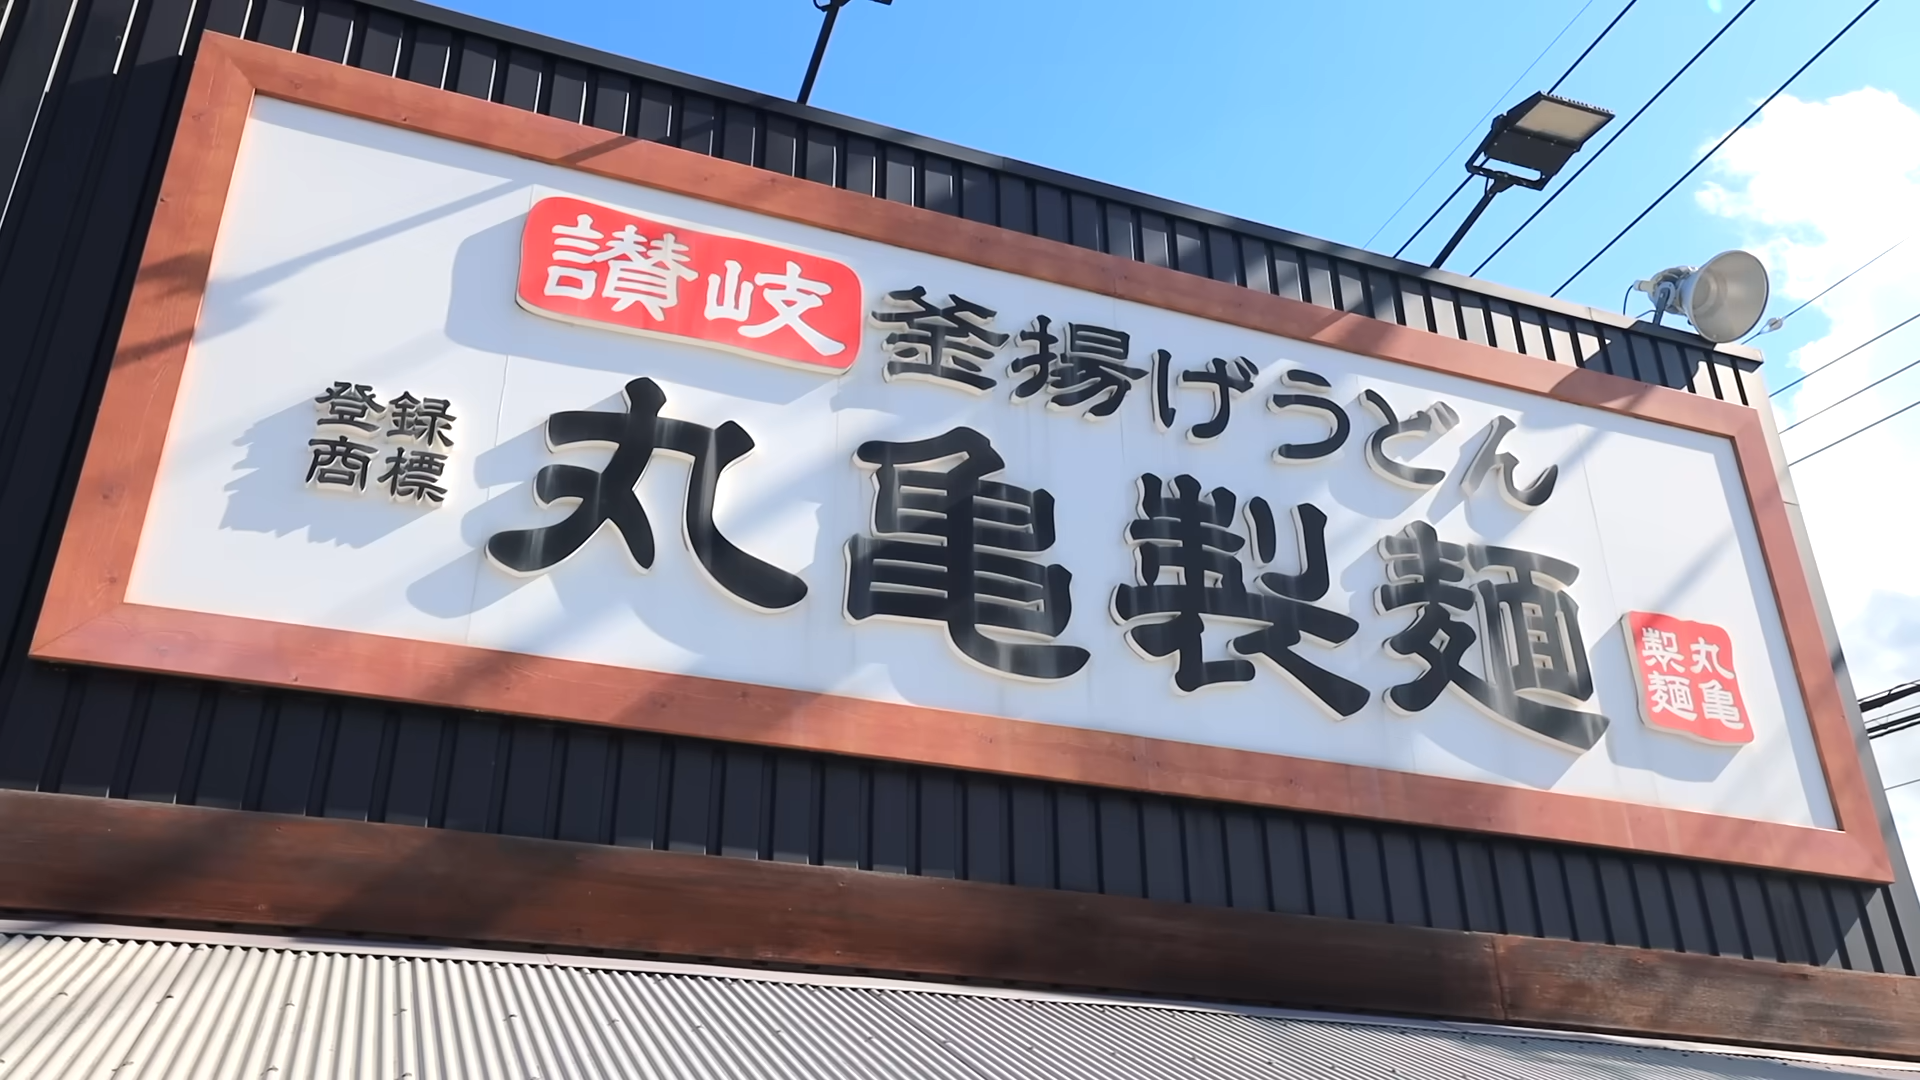 讃岐 釜揚げうどん
登録
商標
丸亀製麺
丸亀
製麺